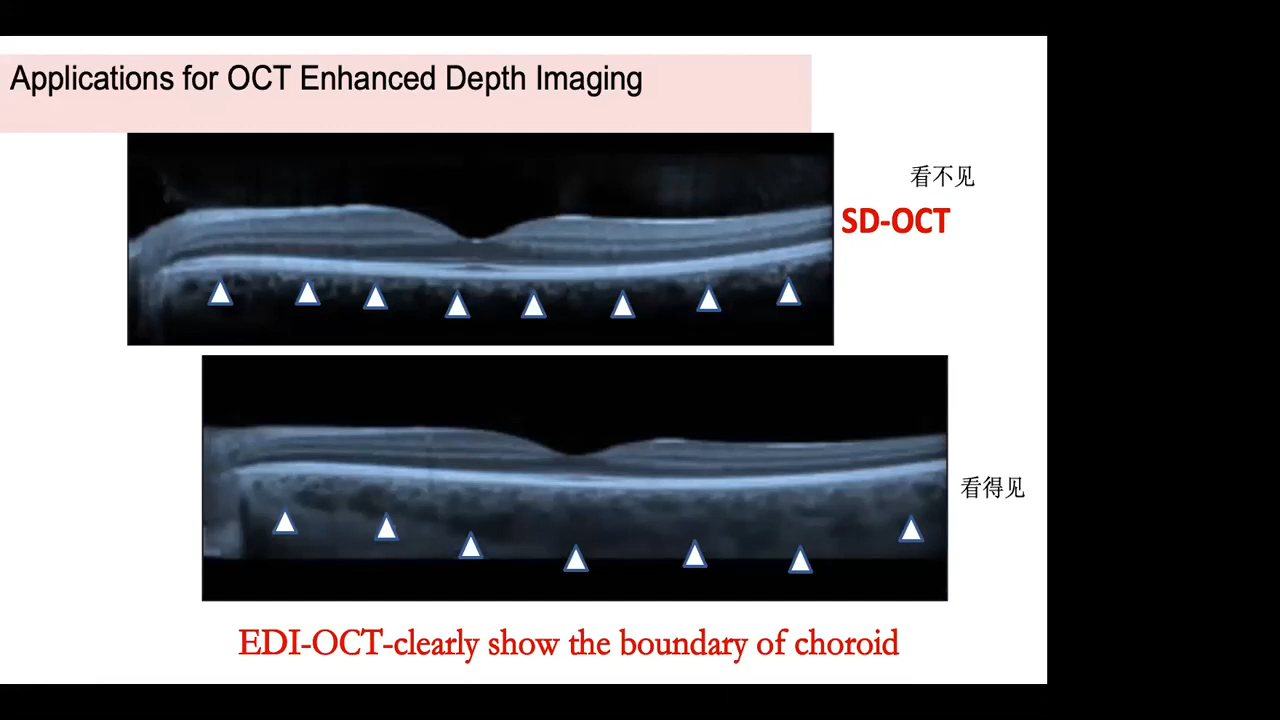 Applications for OCT Enhanced Depth Imaging
看不见
SD-OCT
看得见
EDI-OCT-clearly show the boundary of choroid